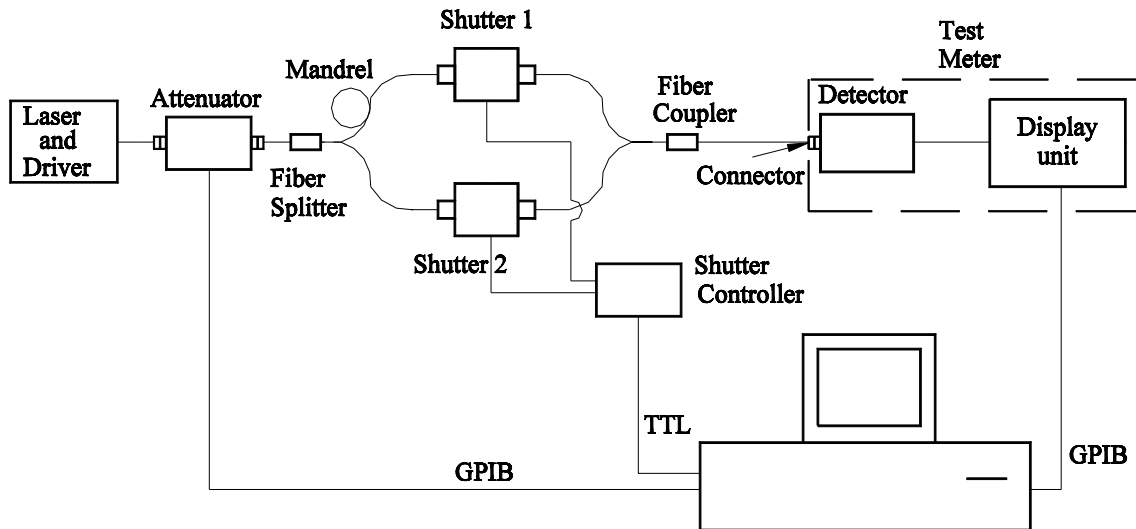 Shutter 1
Test
Meter
Mandrel
Attenuator
Fiber
Coupler
Detector
Laser
and
Driver
Display
unit
Fiber
Splitter
Connector
Shutter 2
Shutter
Controller
TTL
GPIB
GPIB